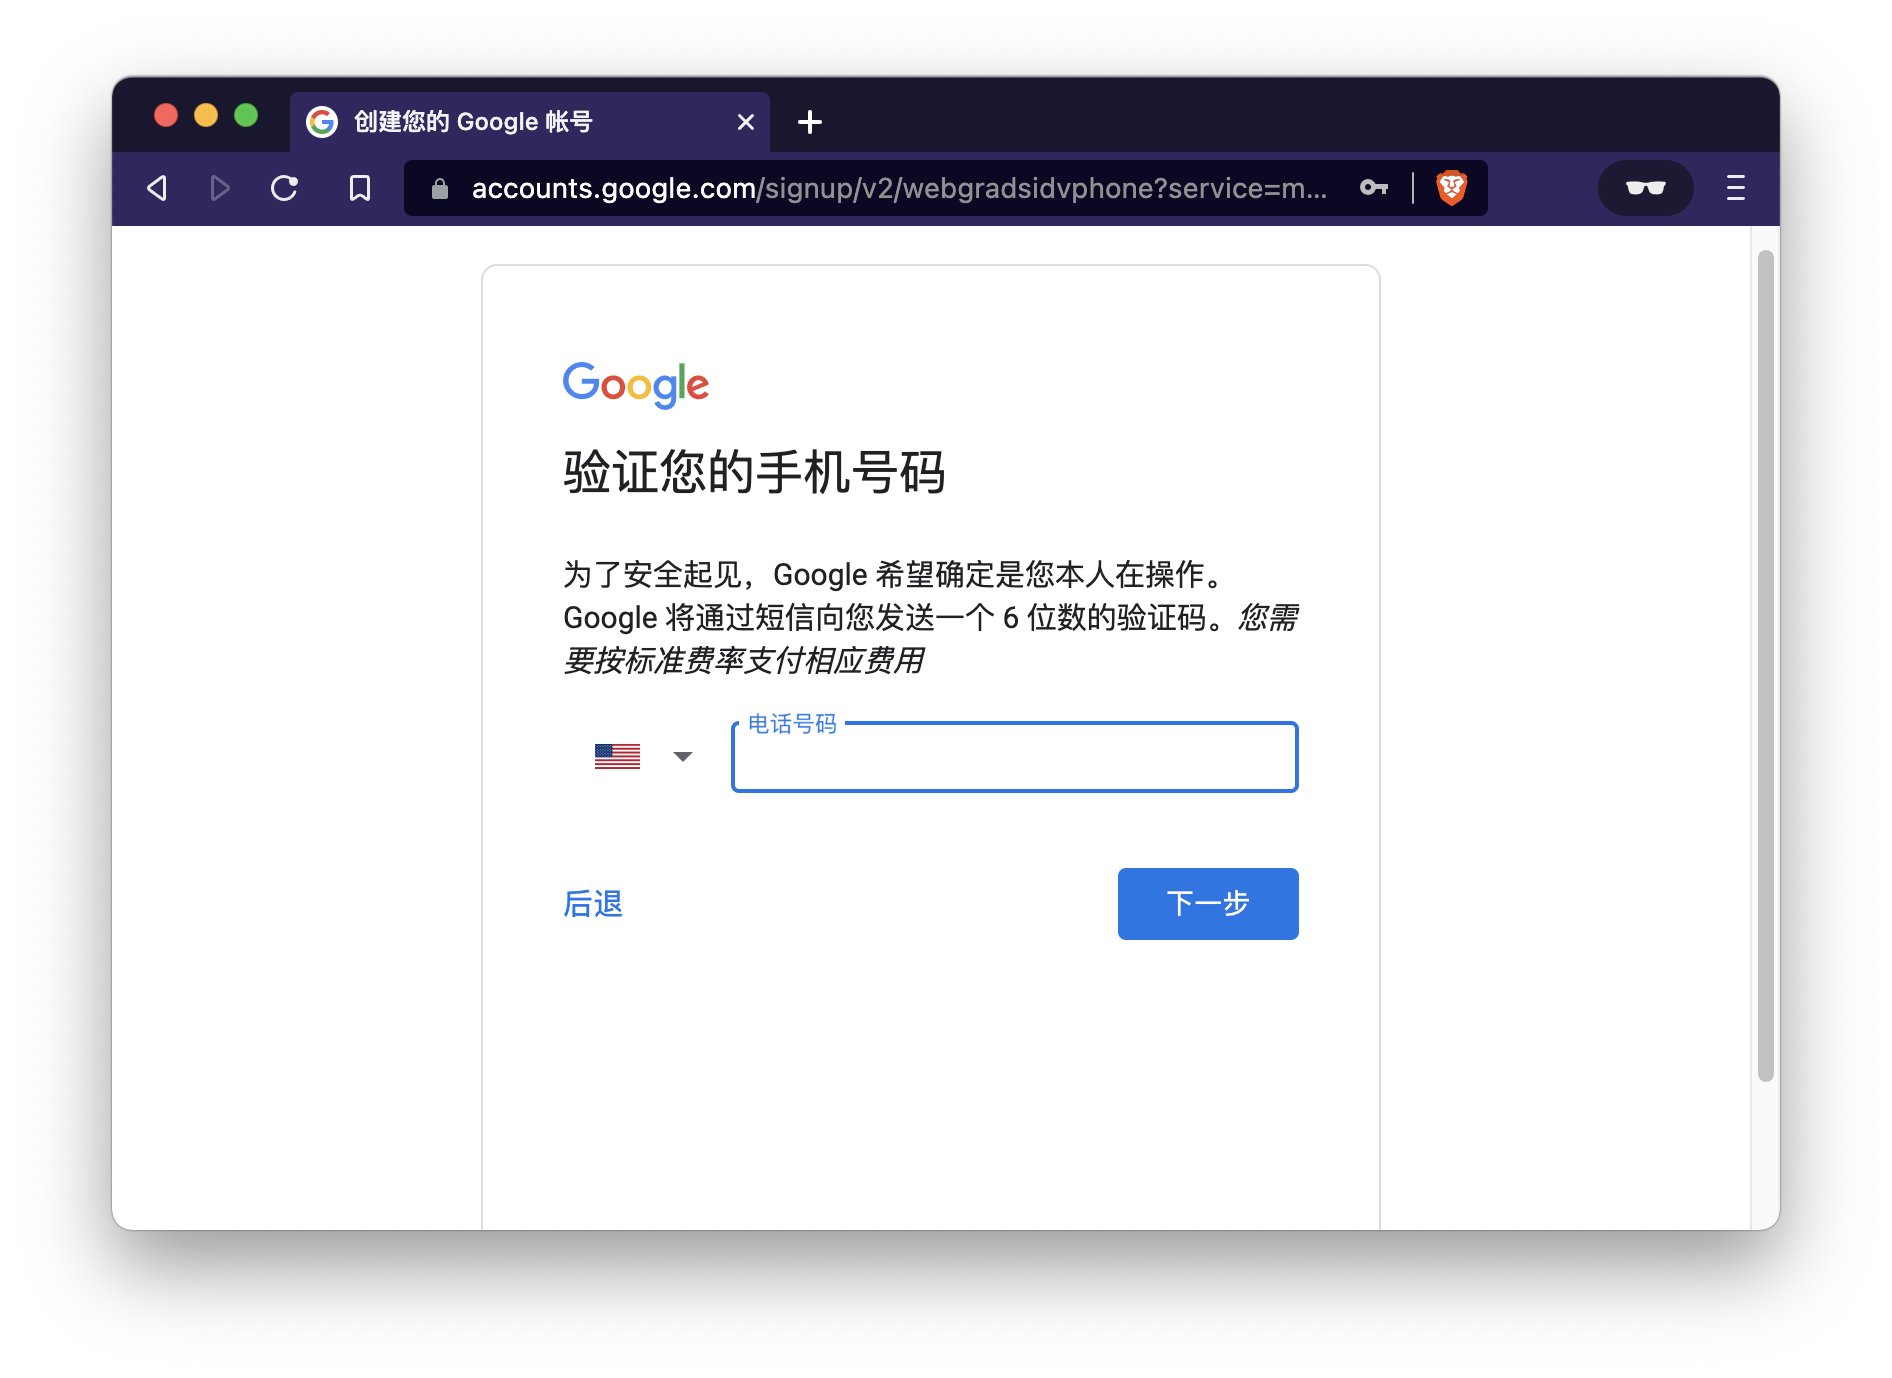 创建您的 Google 帐号
accounts.google.com/signup/v2/webgradsidvphone?service=m...
Google
验证您的手机号码
为了安全起见，Google 希望确定是您本人在操作。
Google 将通过短信向您发送一个 6 位数的验证码。您需
要按标准费率支付相应费用
电话号码
后退
下一步